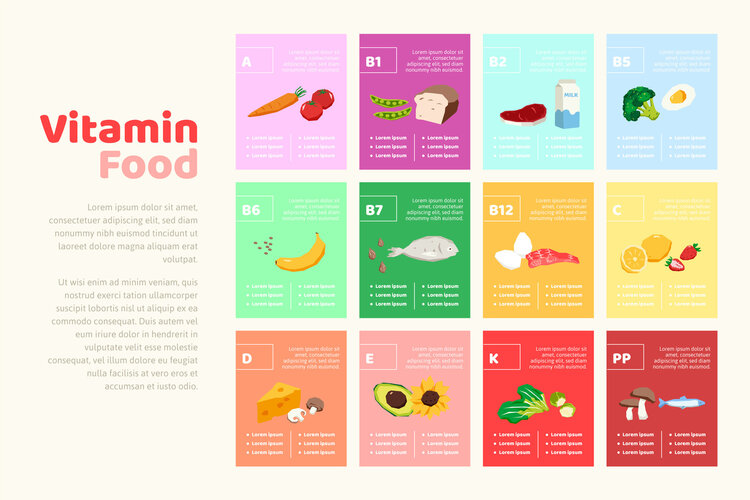 Vitamin
Food
Lorem ipsum dolor sit amet,
consectetuer adipiscing elit, sed
diam nonummy nibh euismod
tincidunt ut laoreet dolore
magna aliquam erat
volutpat.
Ut wisi enim ad minim veniam,
quis nostrud exerci tation
ullamcorper suscipit lobortis
nisl ut aliquip ex ea commodo
consequat. Duis autem vel
eum iriure dolor in hendrerit
in vulputate velit esse molestie
consequat, vel illum dolore eu
feugiat nulla facilisis at vero eros et
accumsan et iusto odio.
A
Lorem ipsum dolor sit
amet, consectetuer
adipiscing elit, sed diam
nonummy nibh euismod.
Lorem ipsum
Lorem ipsum
Lorem ipsum
Lorem ipsum
Lorem ipsum
Lorem ipsum
B1
Lorem ipsum dolor sit
amet, consectetuer
adipiscing elit, sed diam
nonummy nibh euismod.
Lorem ipsum
Lorem ipsum
Lorem ipsum
Lorem ipsum
Lorem ipsum
Lorem ipsum
B2
Lorem ipsum dolor sit
amet, consectetuer
adipiscing elit, sed diam
nonummy nibh euismod.
MILK
Lorem ipsum
Lorem ipsum
Lorem ipsum
Lorem ipsum
Lorem ipsum
Lorem ipsum
B5
Lorem ipsum dolor sit
amet, consectetuer
adipiscing elit, sed diam
nonummy nibh euismod.
Lorem ipsum
Lorem ipsum
Lorem ipsum
Lorem ipsum
Lorem ipsum
Lorem ipsum
B6
Lorem ipsum dolor sit
amet, consectetuer
adipiscing elit, sed diam
nonummy nibh euismod.
Lorem ipsum
Lorem ipsum
Lorem ipsum
Lorem ipsum
Lorem ipsum
Lorem ipsum
B7
Lorem ipsum dolor sit
amet, consectetuer
adipiscing elit, sed diam
nonummy nibh euismod.
Lorem ipsum
Lorem ipsum
Lorem ipsum
Lorem ipsum
Lorem ipsum
Lorem ipsum
B12
Lorem ipsum dolor sit
amet, consectetuer
adipiscing elit, sed diam
nonummy nibh euismod.
Lorem ipsum
Lorem ipsum
Lorem ipsum
Lorem ipsum
Lorem ipsum
Lorem ipsum
C
Lorem ipsum dolor sit
amet, consectetuer
adipiscing elit, sed diam
nonummy nibh euismod.
Lorem ipsum
Lorem ipsum
Lorem ipsum
Lorem ipsum
Lorem ipsum
Lorem ipsum
D
Lorem ipsum dolor sit
amet, consectetuer
adipiscing elit, sed diam
nonummy nibh euismod.
Lorem ipsum
Lorem ipsum
Lorem ipsum
Lorem ipsum
Lorem ipsum
Lorem ipsum
E
Lorem ipsum dolor sit
amet, consectetuer
adipiscing elit, sed diam
nonummy nibh euismod.
Lorem ipsum
Lorem ipsum
Lorem ipsum
Lorem ipsum
Lorem ipsum
Lorem ipsum
K
Lorem ipsum dolor sit
amet, consectetuer
adipiscing elit, sed diam
nonummy nibh euismod.
Lorem ipsum
Lorem ipsum
Lorem ipsum
Lorem ipsum
Lorem ipsum
Lorem ipsum
PP
Lorem ipsum dolor sit
amet, consectetuer
adipiscing elit, sed diam
nonummy nibh euismod.
Lorem ipsum
Lorem ipsum
Lorem ipsum
Lorem ipsum
Lorem ipsum
Lorem ipsum